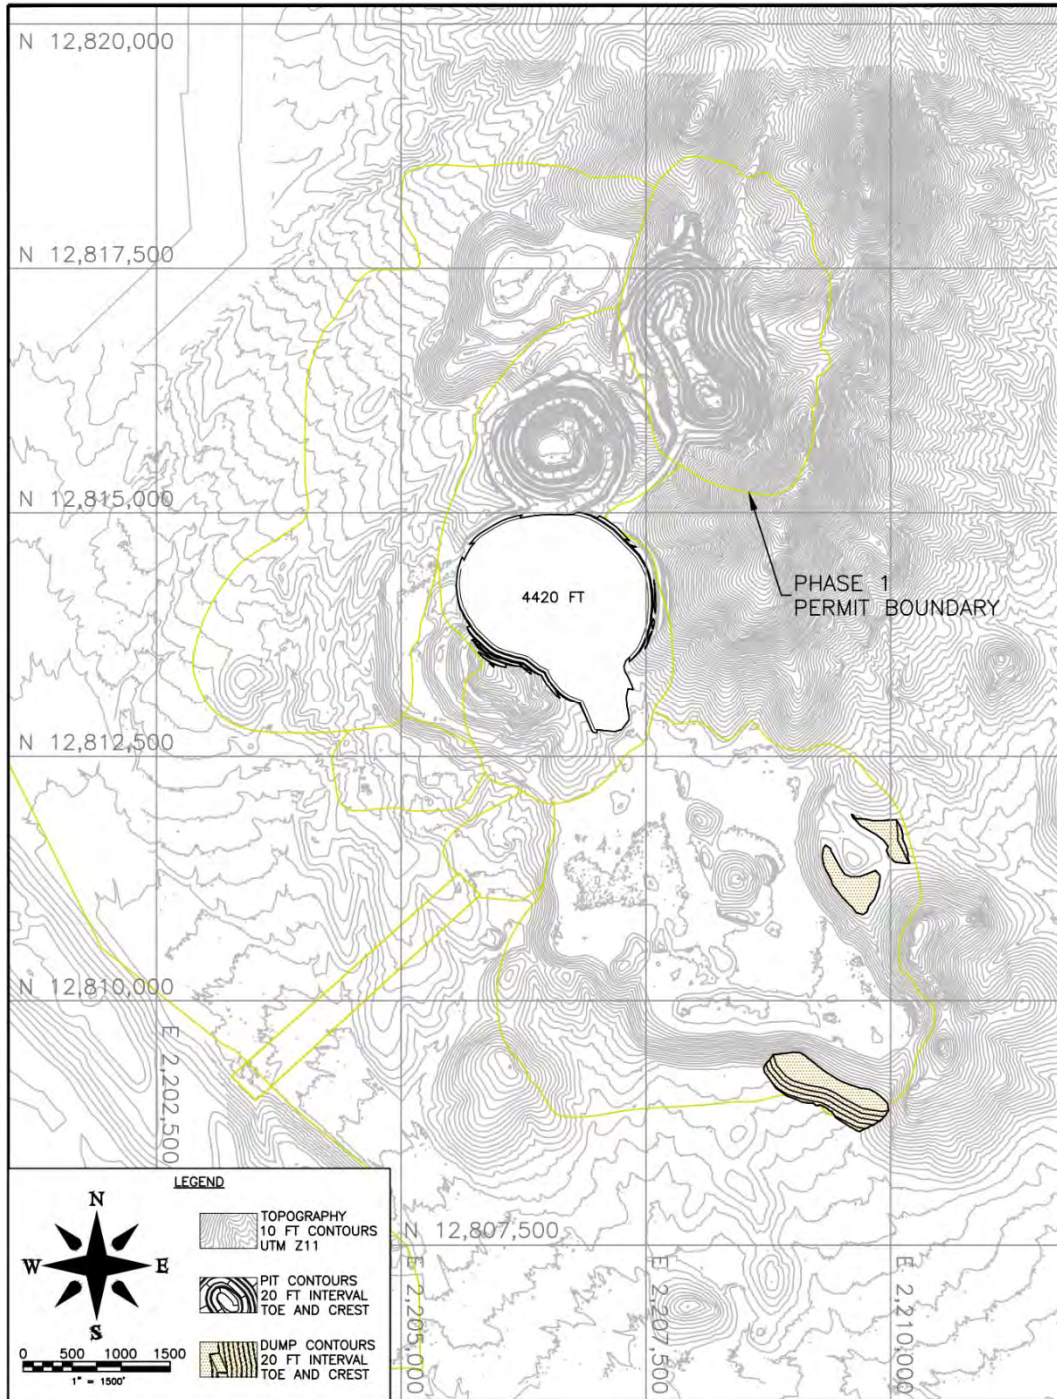 N 12,820,000
N 12,817,500
N 12,815,000
4420 FT
PHASE 1
PERMIT BOUNDARY
N 12,812,500
N 12,810,000
E 2,202,500
N 12,807,500
E 2,205,000
E 2,207,500
E 2,210,000
LEGEND
N
W
E
S
TOPOGRAPHY
10 FT CONTOURS
UTM Z11
PIT CONTOURS
20 FT INTERVAL
TOE AND CREST
DUMP CONTOURS
20 FT INTERVAL
TOE AND CREST
0 500 1000 1500
1" = 1500'